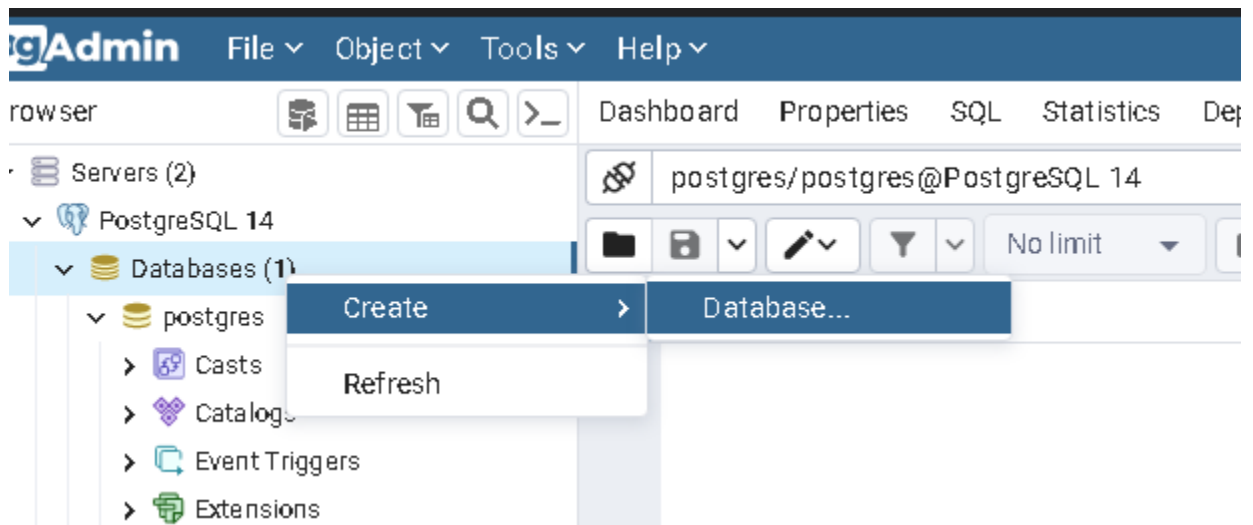 gAdmin File Object Tools Help
rowser
Dashboard Properties SQL Statistics Dep
Servers (2)
postgres/postgres@PostgreSQL 14
PostgreSQL 14
No limit
Databases (1)
Create
Database...
postgres
Casts
Refresh
Catalogs
Event Triggers
Extensions